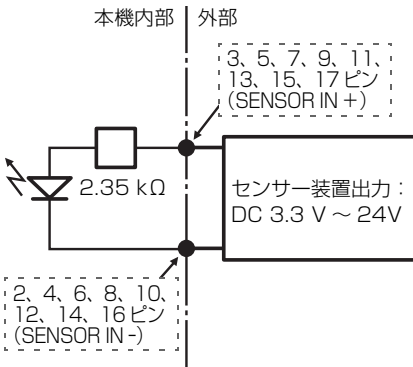 本機内部 外部
3、5、7、9、11、
13、15、17ピン
（SENSOR IN +）
2.35 kΩ
センサー装置出力：
DC 3.3 V ～ 24V
2、4、6、8、10、
12、14、16ピン
（SENSOR IN -）